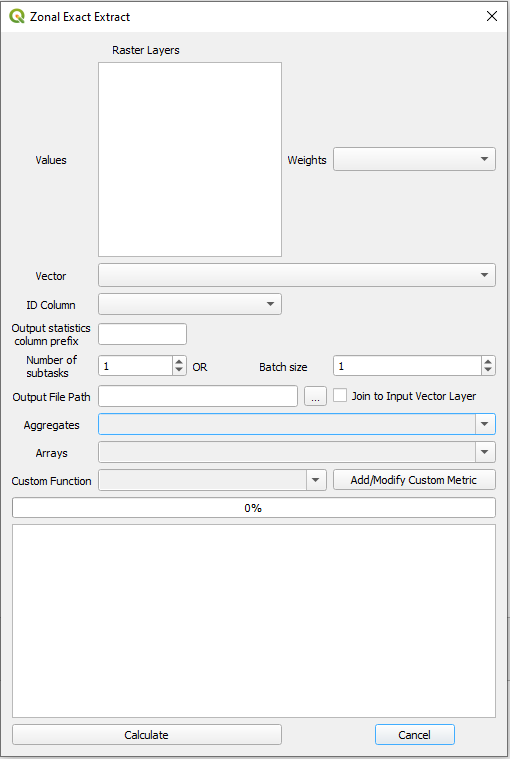 Zonal Exact Extract
Raster Layers
Values
Weights
Vector
ID Column
Output statistics
column prefix
Number of
subtasks
1
OR
Batch size
1
Output File Path
...
Join to Input Vector Layer
Aggregates
Arrays
Custom Function
Add/Modify Custom Metric
0%
Calculate
Cancel